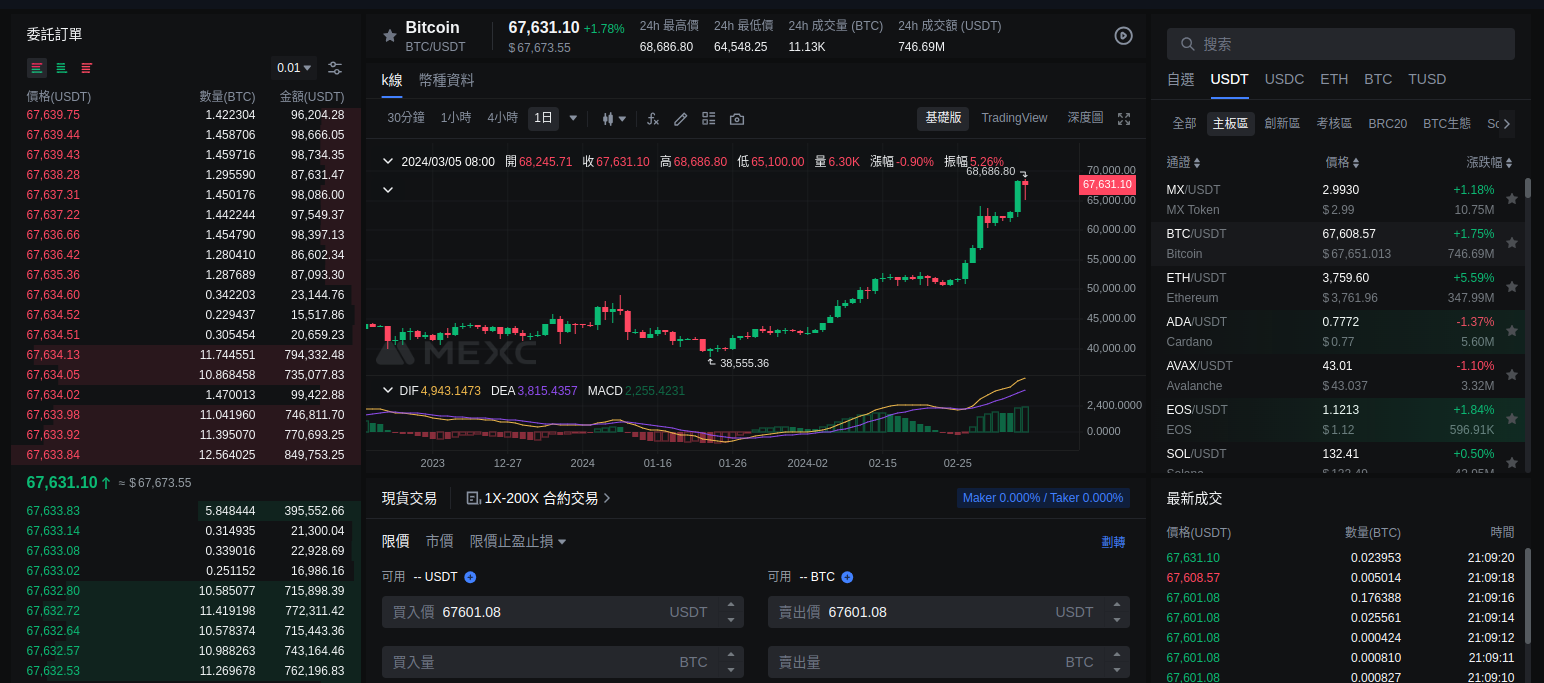 委託訂單
0.01
價格(USDT) 數量(BTC) 金額(USDT)
67,639.75 1.422304 96,204.28
67,639.44 1.458706 98,666.05
67,639.43 1.459716 98,734.35
67,638.28 1.295590 87,631.47
67,637.31 1.450176 98,086.00
67,637.22 1.442244 97,549.37
67,636.66 1.454790 98,397.13
67,636.42 1.280410 86,602.34
67,635.36 1.287689 87,093.30
67,634.60 0.342203 23,144.76
67,634.52 0.229437 15,517.86
67,634.51 0.305454 20,659.23
67,634.13 11.744551 794,332.48
67,634.05 10.868458 735,077.83
67,634.02 1.470013 99,422.88
67,633.98 11.041960 746,811.70
67,633.92 11.395070 770,693.25
67,633.84 12.564025 849,753.24
67,631.10 ↑ ≈ $67,673.55
67,633.83 5.848444 395,552.66
67,633.14 0.314935 21,300.04
67,633.08 0.339016 22,928.69
67,633.02 0.251152 16,986.16
67,632.80 10.585077 715,898.39
67,632.72 11.419198 772,311.42
67,632.64 10.578374 715,443.36
67,632.57 10.988263 743,164.46
67,632.53 11.269678 762,196.83
Bitcoin 67,631.10 +1.78% 24h 最高價 24h 最低價 24h 成交量 (BTC) 24h 成交額 (USDT)
BTC/USDT $67,673.55 68,686.80 64,548.25 11.13K 746.69M
k線 幣種資料
30分鐘 1小時 4小時 1日 基礎版 TradingView 深度圖
2024/03/05 08:00 開68,245.71 收67,631.10 高68,686.80 低65,100.00 量6.30K 漲幅-0.90% 振幅5.26%
68,686.80
70,000.00
67,631.10
65,000.00
60,000.00
55,000.00
50,000.00
45,000.00
40,000.00
MEXC
38,555.36
DIF4,943.1473 DEA3,815.4357 MACD2,255.4231
2,400.0000
0.0000
2023 12-27 2024 01-16 01-26 2024-02 02-15 02-25
現貨交易 1X-200X 合約交易 Maker 0.000% / Taker 0.000%
限價 市價 限價止盈止損 劃轉
可用 -- USDT 可用 -- BTC
買入價 67601.08 USDT 賣出價 67601.08 USDT
買入量 BTC 賣出量 BTC
搜索
自選 USDT USDC ETH BTC TUSD
全部 主板區 創新區 考核區 BRC20 BTC生態 Sc
通證 價格 漲跌幅
MX/USDT 2.9930 +1.18%
MX Token $2.99 10.75M
BTC/USDT 67,608.57 +1.75%
Bitcoin $67,651.013 746.69M
ETH/USDT 3,759.60 +5.59%
Ethereum $3,761.96 347.99M
ADA/USDT 0.7772 -1.37%
Cardano $0.77 5.60M
AVAX/USDT 43.01 -1.10%
Avalanche $43.037 3.32M
EOS/USDT 1.1213 +1.84%
EOS $1.12 596.91K
SOL/USDT 132.41 +0.50%
最新成交
價格(USDT) 數量(BTC) 時間
67,631.10 0.023953 21:09:20
67,608.57 0.005014 21:09:18
67,601.08 0.176388 21:09:16
67,601.08 0.025561 21:09:14
67,601.08 0.000424 21:09:12
67,601.08 0.000810 21:09:11
67,601.08 0.000827 21:09:10